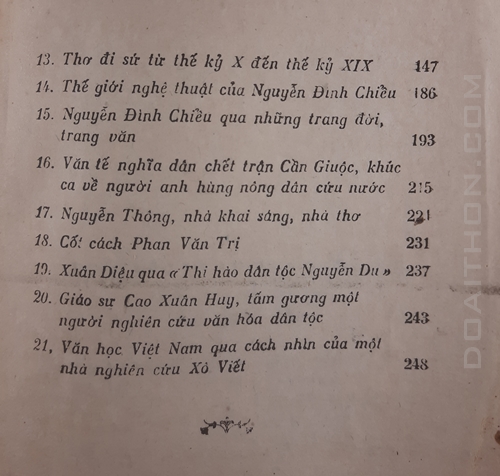 13. Thơ đi sứ từ thế kỷ X đến thế kỷ XIX 147
14. Thế giới nghệ thuật của Nguyễn Đình Chiều 186
15. Nguyễn Đình Chiều qua những trang đời,
trang văn 193
16. Văn tế nghĩa dân chết trận Cần Giuộc, khúc
ca về người anh hùng nông dân cứu nước 215
17. Nguyễn Thông, nhà khai sáng, nhà thơ 221
18. Cốt cách Phan Văn Trị 231
19. Xuân Diệu qua « Thi hào dân tộc Nguyễn Du » 237
20. Giáo sư Cao Xuân Huy, tấm gương một
người nghiên cứu văn hóa dân tộc 243
21, Văn học Việt Nam qua cách nhìn của một
nhà nghiên cứu Xô Viết 248
DOAITHON.COM